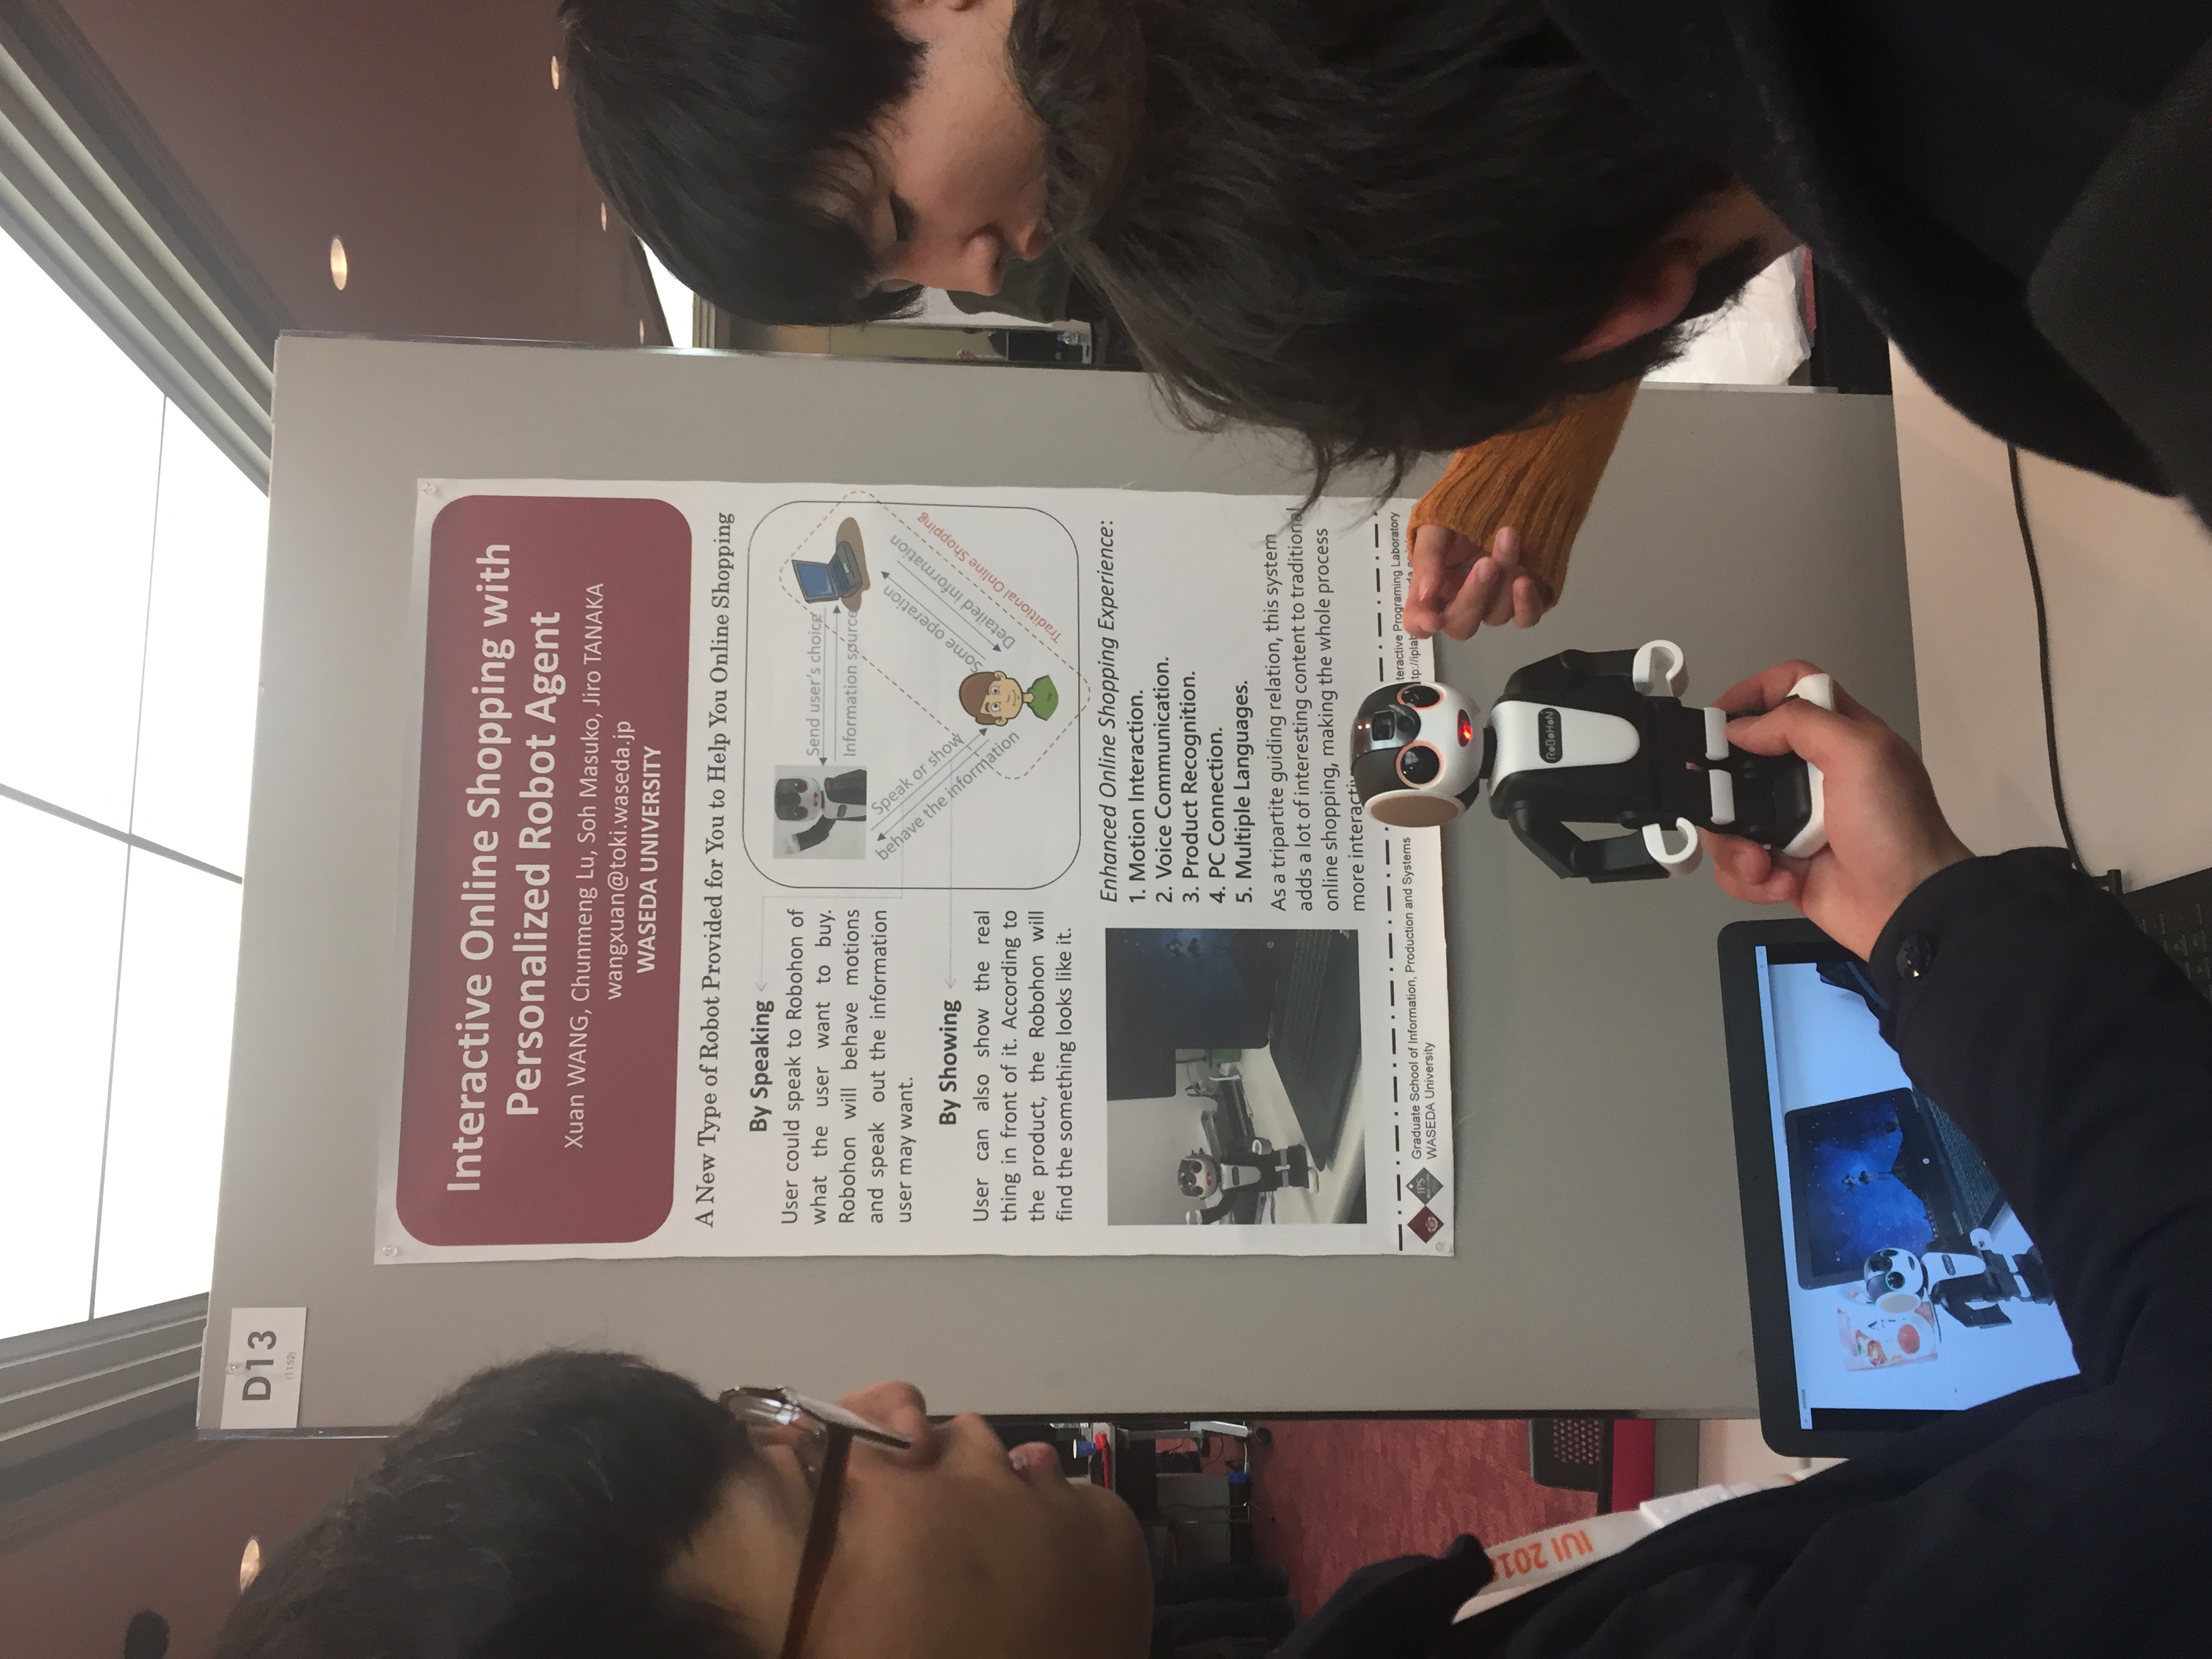 D13
(1152)
Interactive Online Shopping with
Personalized Robot Agent
Xuan WANG, Chunmeng Lu, Soh Masuko, Jiro TANAKA
wangxuan@toki.waseda.jp
WASEDA UNIVERSITY
A New Type of Robot Provided for You to Help You Online Shopping
By Speaking
User could speak to Robohon of
what the user want to buy.
Robohon will behave motions
and speak out the information
user may want.
By Showing
User can also show the real
thing in front of it. According to
the product, the Robohon will
find the something looks like it.
Send user's choice
Information source
Speak or show
behave the information
Some operation
Detailed information
Traditional Online Shopping
Enhanced Online Shopping Experience:
1. Motion Interaction.
2. Voice Communication.
3. Product Recognition.
4. PC Connection.
5. Multiple Languages.
As a tripartite guiding relation, this system
adds a lot of interesting content to traditional
online shopping, making the whole process
more interacti
IPS
Graduate School of Information, Production and Systems
WASEDA University
teractive Programing Laboratory
tp://iplab
RoBoHoN
IUI 201